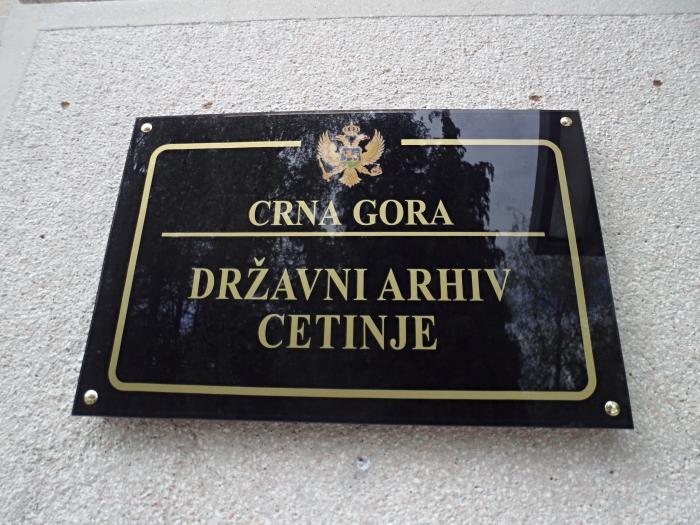 CRNA GORA
DRŽAVNI ARHIV
CETINJE